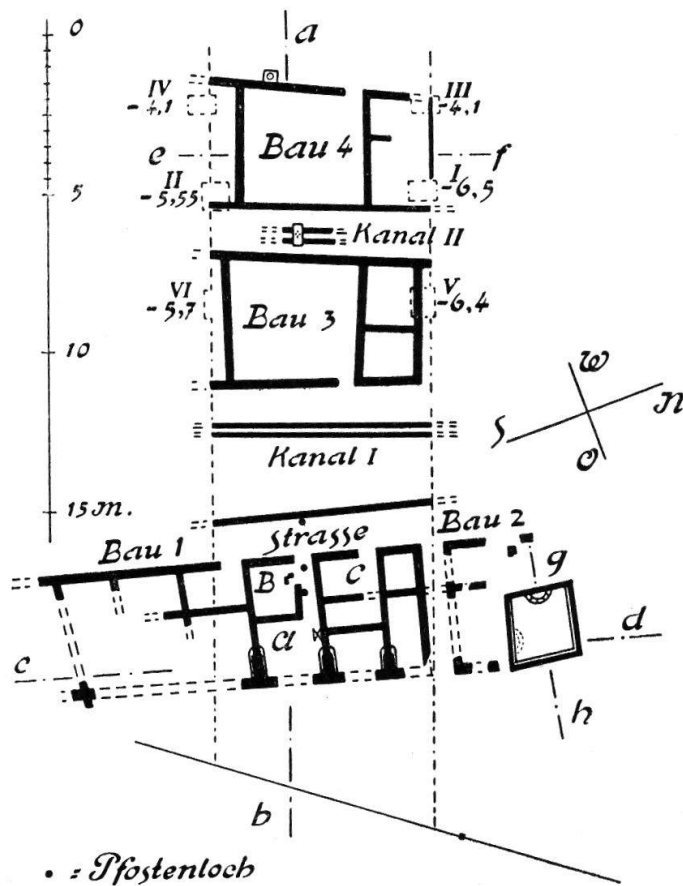 0
a
IV
-4,1
III
-4,1
e
Bau 4
f
II
-5,55
I
-6,5
5
Kanal II
VI
-5,7
Bau 3
V
-6,4
10
W
N
S
O
Kanal I
15 m.
Strasse
Bau 1
Bau 2
B
C
g
a
d
c
h
b
• = Pfostenloch